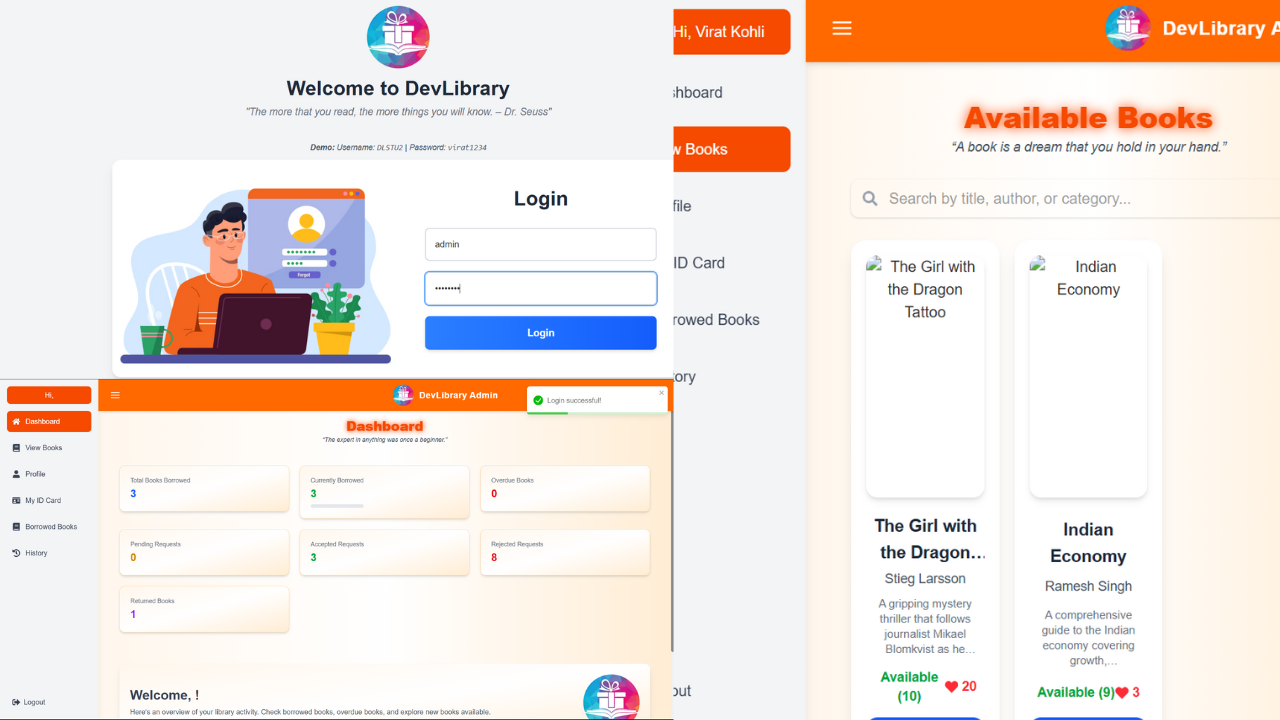 Welcome to DevLibrary
"The more that you read, the more things you will know. – Dr. Seuss"
Demo: Username: DLSTU2 | Password: virat1234
Login
admin
Login
Forgot
Hi, Virat Kohli
shboard
w Books
file
ID Card
rowed Books
ory
out
DevLibrary A
Available Books
“A book is a dream that you hold in your hand.”
Search by title, author, or category...
The Girl with
the Dragon
Tattoo
The Girl with
the Dragon…
Stieg Larsson
A gripping mystery
thriller that follows
journalist Mikael
Blomkvist as he…
Available
(10)
20
Indian
Economy
Indian
Economy
Ramesh Singh
A comprehensive
guide to the Indian
economy covering
growth,…
Available (9)
3
Hi,
Dashboard
View Books
Profile
My ID Card
Borrowed Books
History
Logout
DevLibrary Admin
Login successful!
Dashboard
"The expert in anything was once a beginner."
Total Books Borrowed
3
Currently Borrowed
3
Overdue Books
0
Pending Requests
0
Accepted Requests
3
Rejected Requests
8
Returned Books
1
Welcome, !
Here's an overview of your library activity. Check borrowed books, overdue books, and explore new books available.